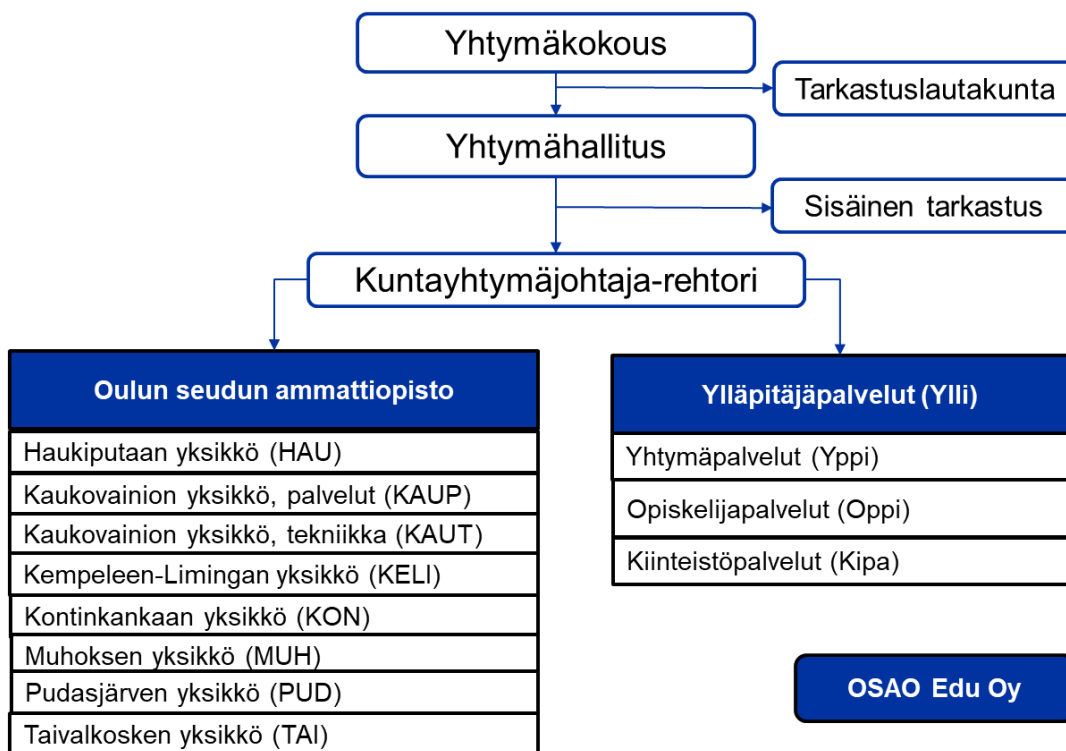 Yhtymäkokous
Tarkastuslautakunta
Yhtymähallitus
Sisäinen tarkastus
Kuntayhtymäjohtaja-rehtori
Oulun seudun ammattiopisto
Haukiputaan yksikkö (HAU)
Kaukovainion yksikkö, palvelut (KAUP)
Kaukovainion yksikkö, tekniikka (KAUT)
Kempeleen-Limingan yksikkö (KELI)
Kontinkankaan yksikkö (KON)
Muhoksen yksikkö (MUH)
Pudasjärven yksikkö (PUD)
Taivalkosken yksikkö (TAI)
Ylläpitäjäpalvelut (Ylli)
Yhtymäpalvelut (Yppi)
Opiskelijapalvelut (Oppi)
Kiinteistöpalvelut (Kipa)
OSAO Edu Oy